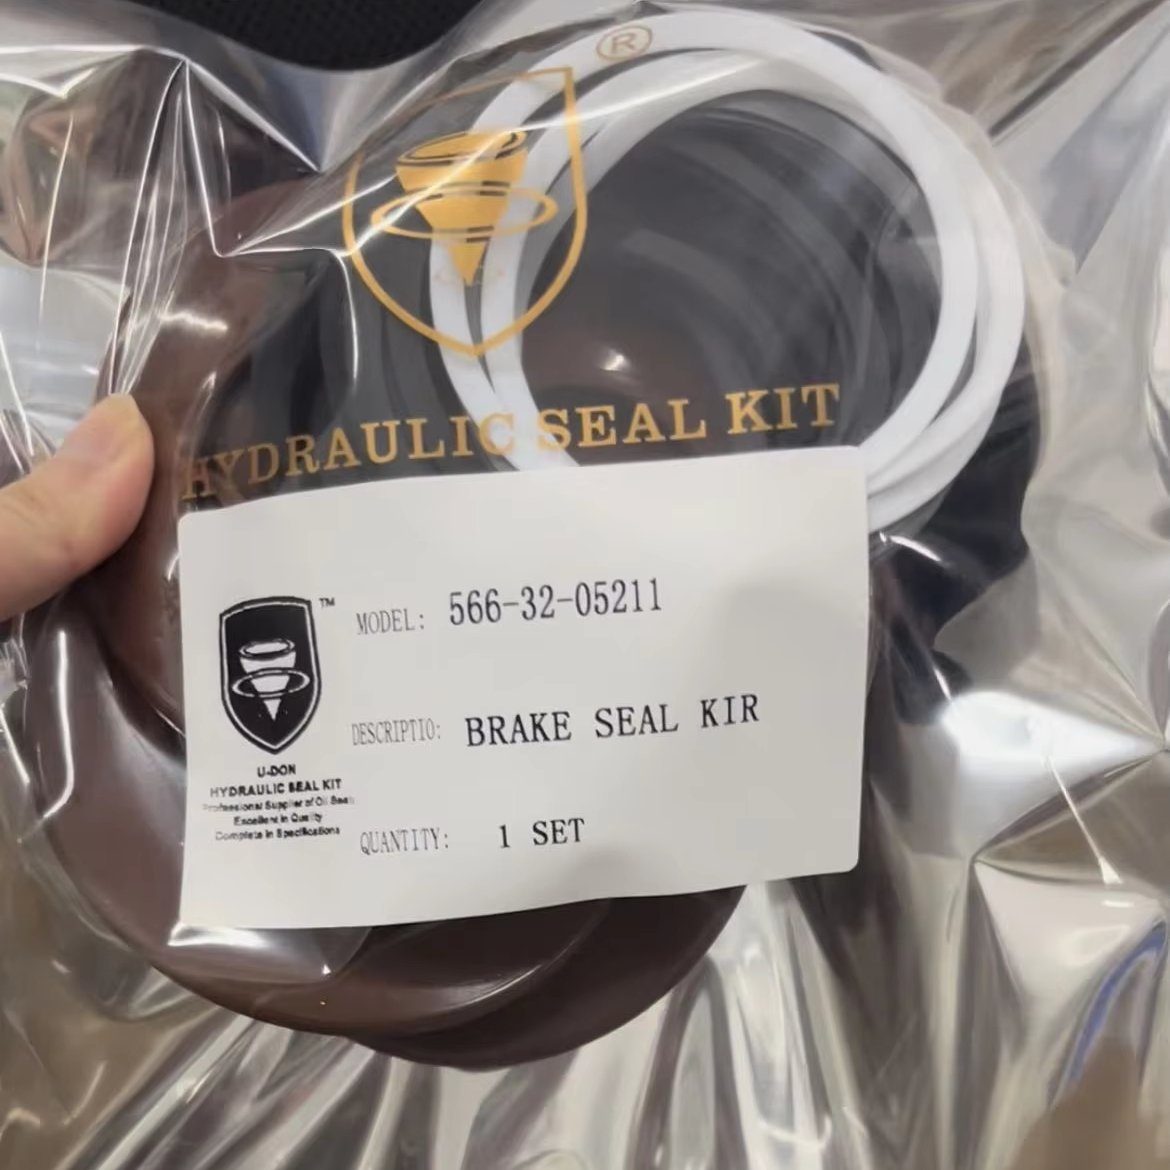 ®
HYDRAULIC SEAL KIT
TM
MODEL: 566-32-05211
DESCRIPTIO: BRAKE SEAL KIR
QUANTITY: 1 SET
U-DON
HYDRAULIC SEAL KIT
Professional Supplier of Oil Seals
Excellent in Quality
Complete in Specifications